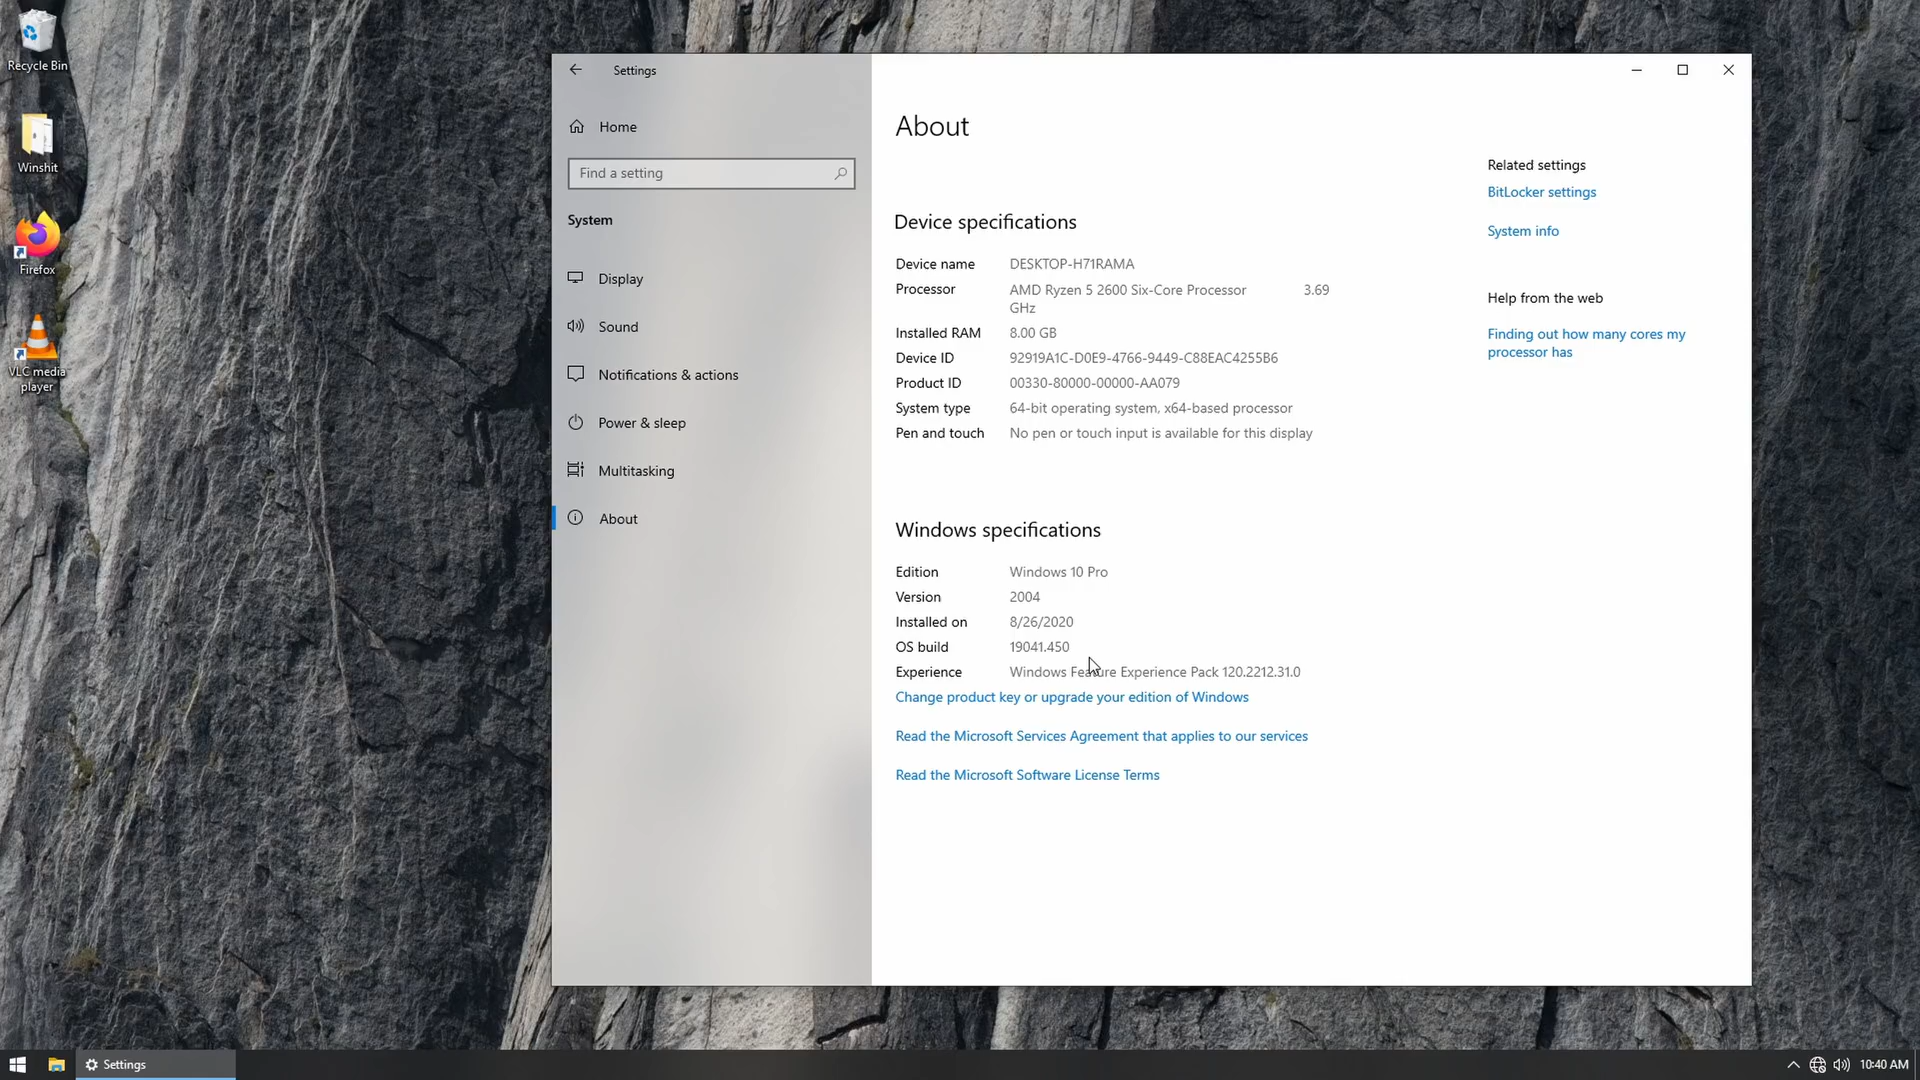 Recycle Bin
Winshit
Firefox
VLC media
player
Settings
Home
Find a setting
System
Display
Sound
Notifications & actions
Power & sleep
Multitasking
About
About
Device specifications
Device name DESKTOP-H71RAMA
Processor AMD Ryzen 5 2600 Six-Core Processor 3.69
GHz
Installed RAM 8.00 GB
Device ID 92919A1C-D0E9-4766-9449-C88EAC4255B6
Product ID 00330-80000-00000-AA079
System type 64-bit operating system, x64-based processor
Pen and touch No pen or touch input is available for this display
Windows specifications
Edition Windows 10 Pro
Version 2004
Installed on 8/26/2020
OS build 19041.450
Experience Windows Feature Experience Pack 120.2212.31.0
Change product key or upgrade your edition of Windows
Read the Microsoft Services Agreement that applies to our services
Read the Microsoft Software License Terms
Related settings
BitLocker settings
System info
Help from the web
Finding out how many cores my
processor has
Settings
10:40 AM